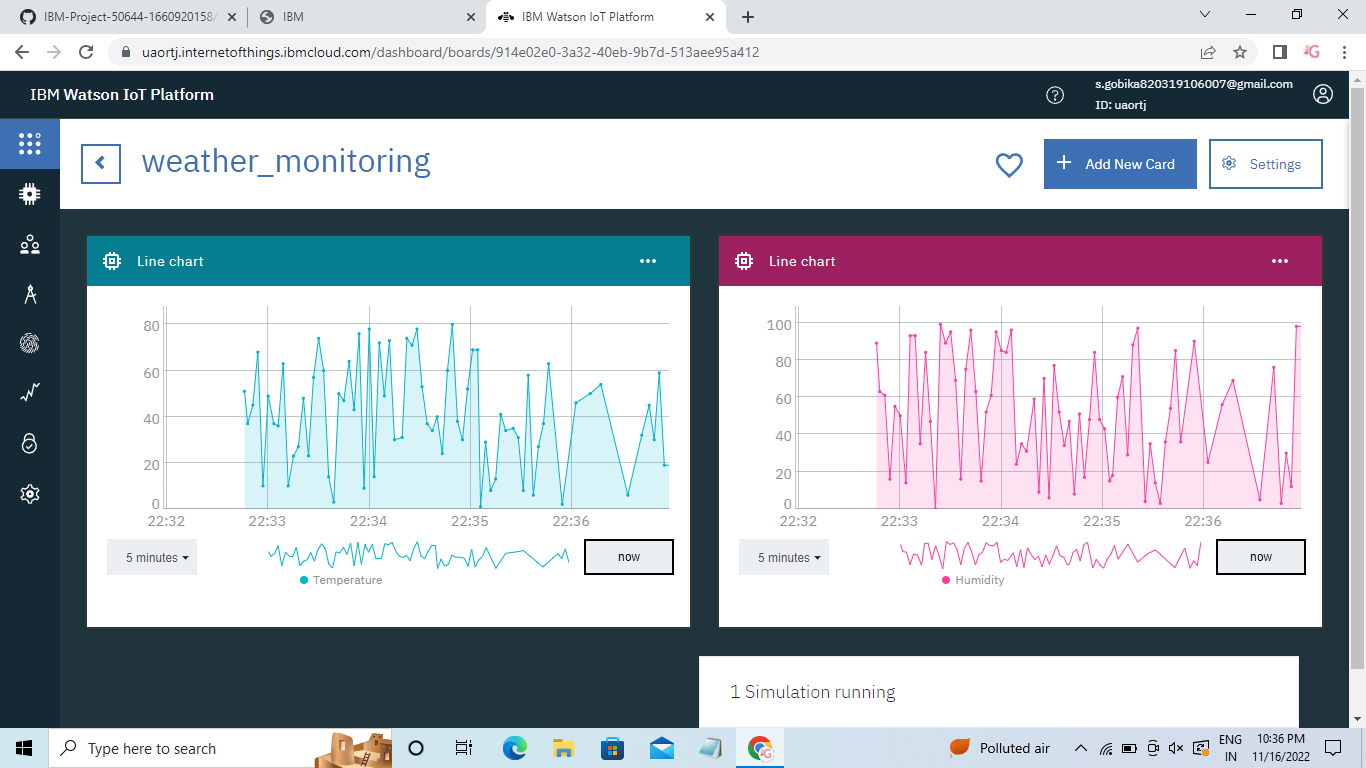 IBM-Project-50644-1660920158/
IBM
IBM Watson IoT Platform
uaortj.internetofthings.ibmcloud.com/dashboard/boards/914e02e0-3a32-40eb-9b7d-513aee95a412
IBM Watson IoT Platform
s.gobika820319106007@gmail.com
ID: uaortj
weather_monitoring
Add New Card
Settings
Line chart
80
60
40
20
0
22:32 22:33 22:34 22:35 22:36
5 minutes
now
Temperature
Line chart
100
80
60
40
20
0
22:32 22:33 22:34 22:35 22:36
5 minutes
now
Humidity
1 Simulation running
Type here to search
Polluted air
ENG
IN
10:36 PM
11/16/2022